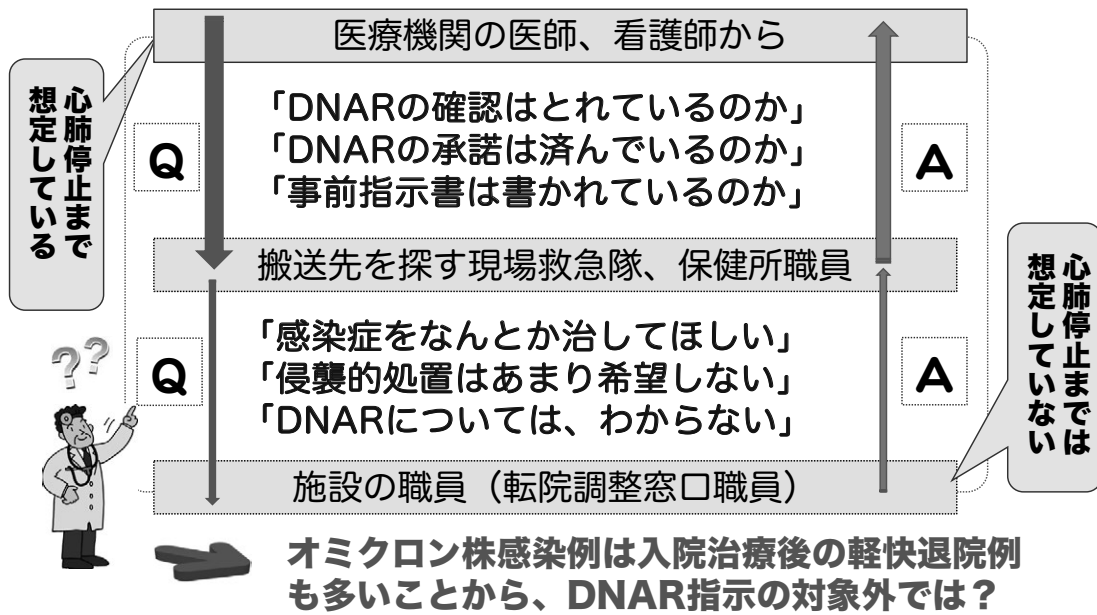 医療機関の医師、看護師から
心肺停止まで
想定している
Q
「DNARの確認はとれているのか」
「DNARの承諾は済んでいるのか」
「事前指示書は書かれているのか」
A
搬送先を探す現場救急隊、保健所職員
心肺停止までは
想定していない
??
Q
「感染症をなんとか治してほしい」
「侵襲的処置はあまり希望しない」
「DNARについては、わからない」
A
施設の職員（転院調整窓口職員）
オミクロン株感染例は入院治療後の軽快退院例
も多いことから、DNAR指示の対象外では？